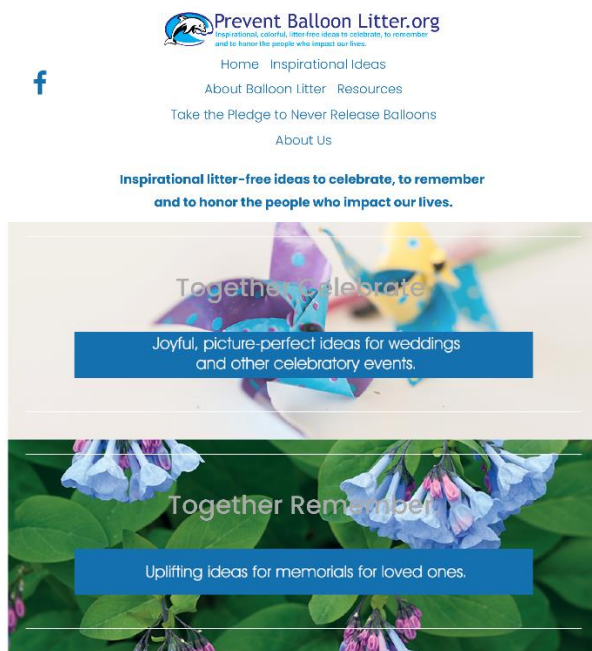 Prevent Balloon Litter.org
Inspirational, colorful, litter-free ideas to celebrate, to remember
and to honor the people who impact our lives.
Home Inspirational Ideas
About Balloon Litter Resources
Take the Pledge to Never Release Balloons
About Us
Inspirational litter-free ideas to celebrate, to remember
and to honor the people who impact our lives.
Together Celebrate
Joyful, picture-perfect ideas for weddings
and other celebratory events.
Together Remember
Uplifting ideas for memorials for loved ones.